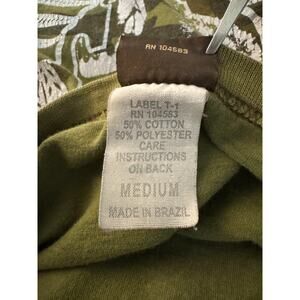 RN 104583
LABEL T-1
RN 104583
50% COTTON
50% POLYESTER
CARE
INSTRUCTIONS
ON BACK
MEDIUM
MADE IN BRAZIL